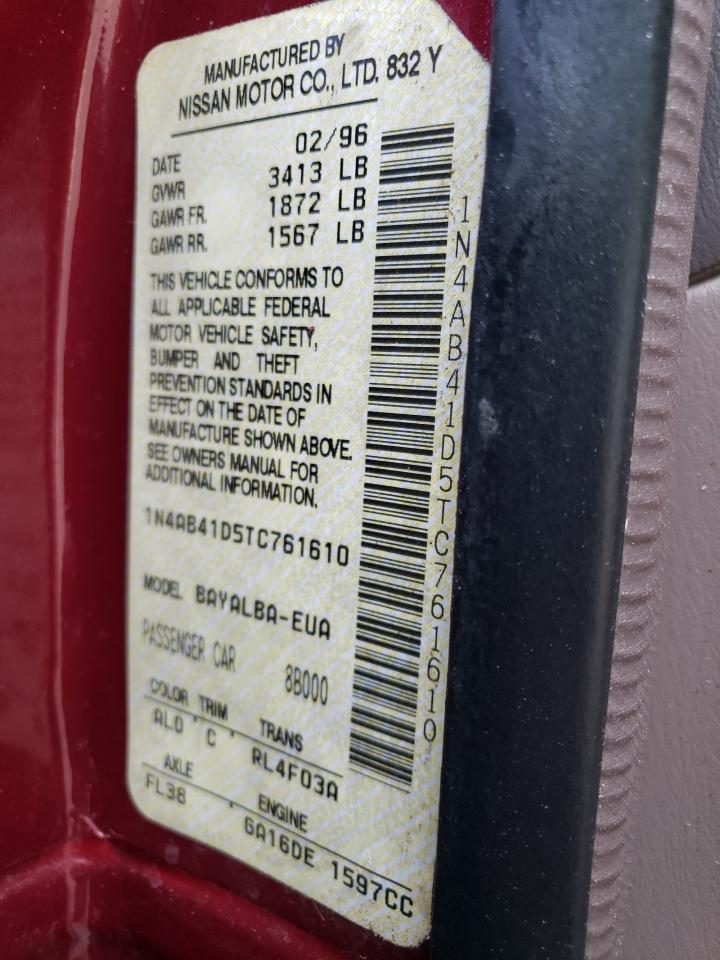 MANUFACTURED BY
NISSAN MOTOR CO., LTD. 832 Y
DATE 02/96
GVWR 3413 LB
GAWR FR. 1872 LB
GAWR RR. 1567 LB
THIS VEHICLE CONFORMS TO
ALL APPLICABLE FEDERAL
MOTOR VEHICLE SAFETY,
BUMPER AND THEFT
PREVENTION STANDARDS IN
EFFECT ON THE DATE OF
MANUFACTURE SHOWN ABOVE.
SEE OWNERS MANUAL FOR
ADDITIONAL INFORMATION.
1N4AB41D5TC761610
MODEL BAYALBA-EUA
PASSENGER CAR 8B000
COLOR TRIM TRANS
AL0 ' C ' RL4F03A
AXLE ENGINE
FL38 ' GA16DE 1597CC
1N4AB41D5TC761610